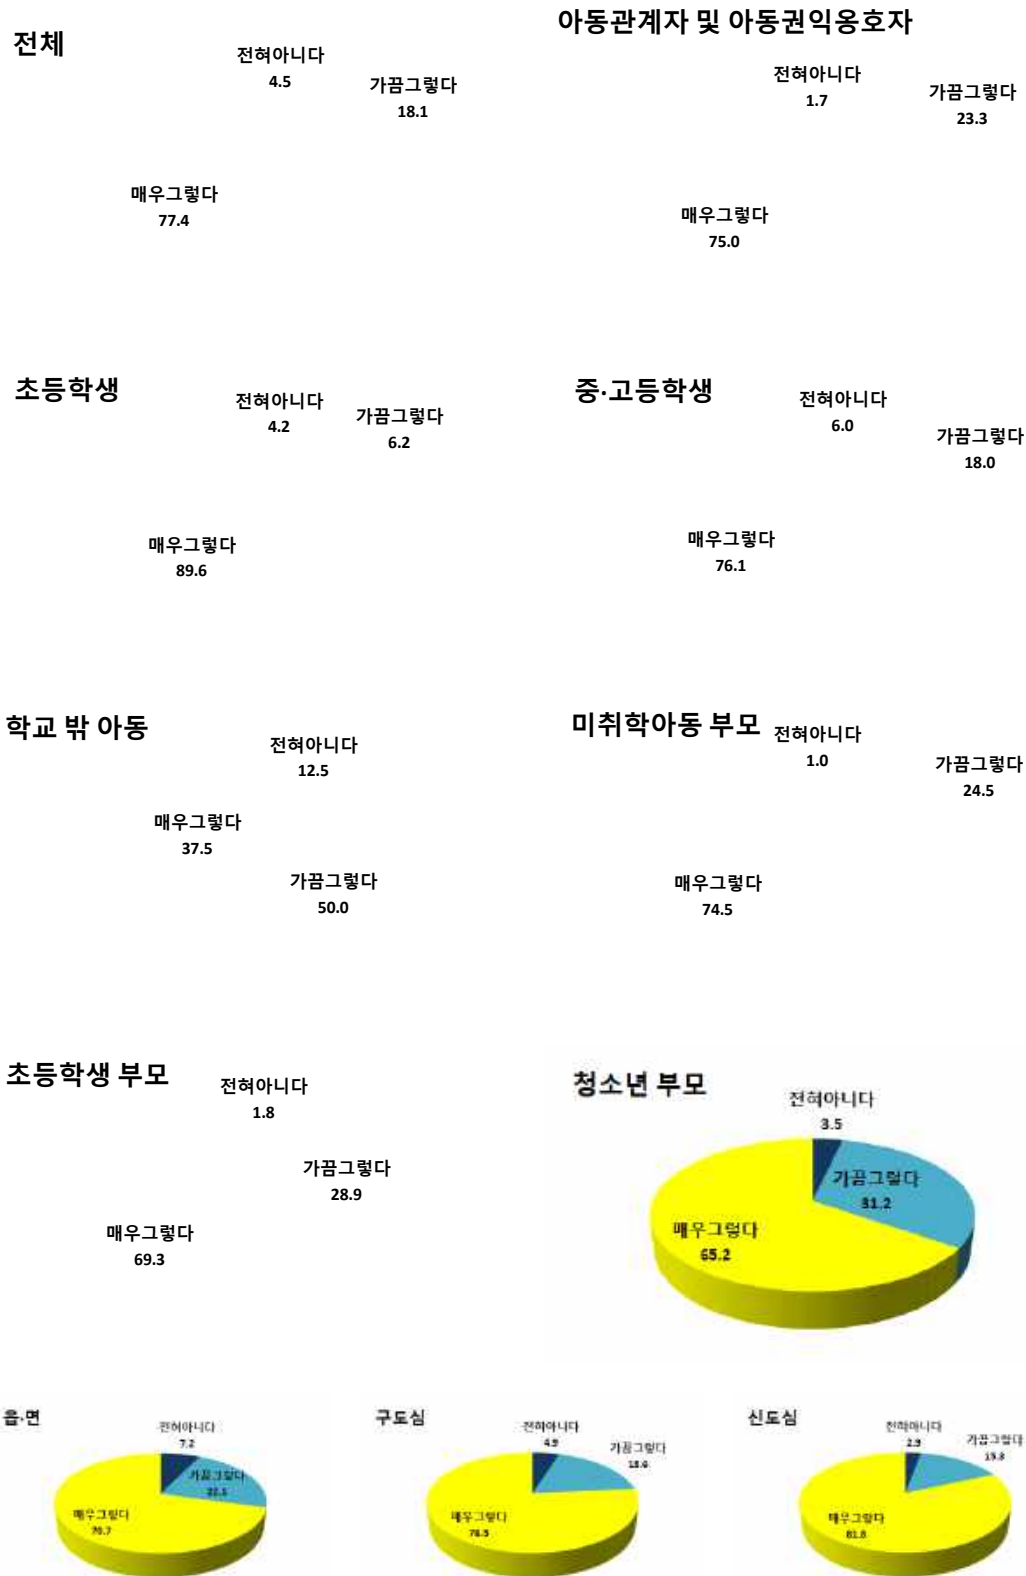 전체
전혀아니다
4.5
가끔그렇다
18.1
매우그렇다
77.4
아동관계자 및 아동권익옹호자
전혀아니다
1.7
가끔그렇다
23.3
매우그렇다
75.0
초등학생
전혀아니다
4.2
가끔그렇다
6.2
매우그렇다
89.6
중·고등학생
전혀아니다
6.0
가끔그렇다
18.0
매우그렇다
76.1
학교 밖 아동
전혀아니다
12.5
매우그렇다
37.5
가끔그렇다
50.0
미취학아동 부모
전혀아니다
1.0
가끔그렇다
24.5
매우그렇다
74.5
초등학생 부모
전혀아니다
1.8
가끔그렇다
28.9
매우그렇다
69.3
청소년 부모
전혀아니다
3.5
가끔그렇다
31.2
매우그렇다
65.2
읍·면
전혀아니다
7.2
가끔그렇다
매우그렇다
70.7
구도심
전혀아니다
4.9
가끔그렇다
18.6
매우그렇다
76.5
신도심
전혀아니다
2.9
가끔그렇다
매우그렇다